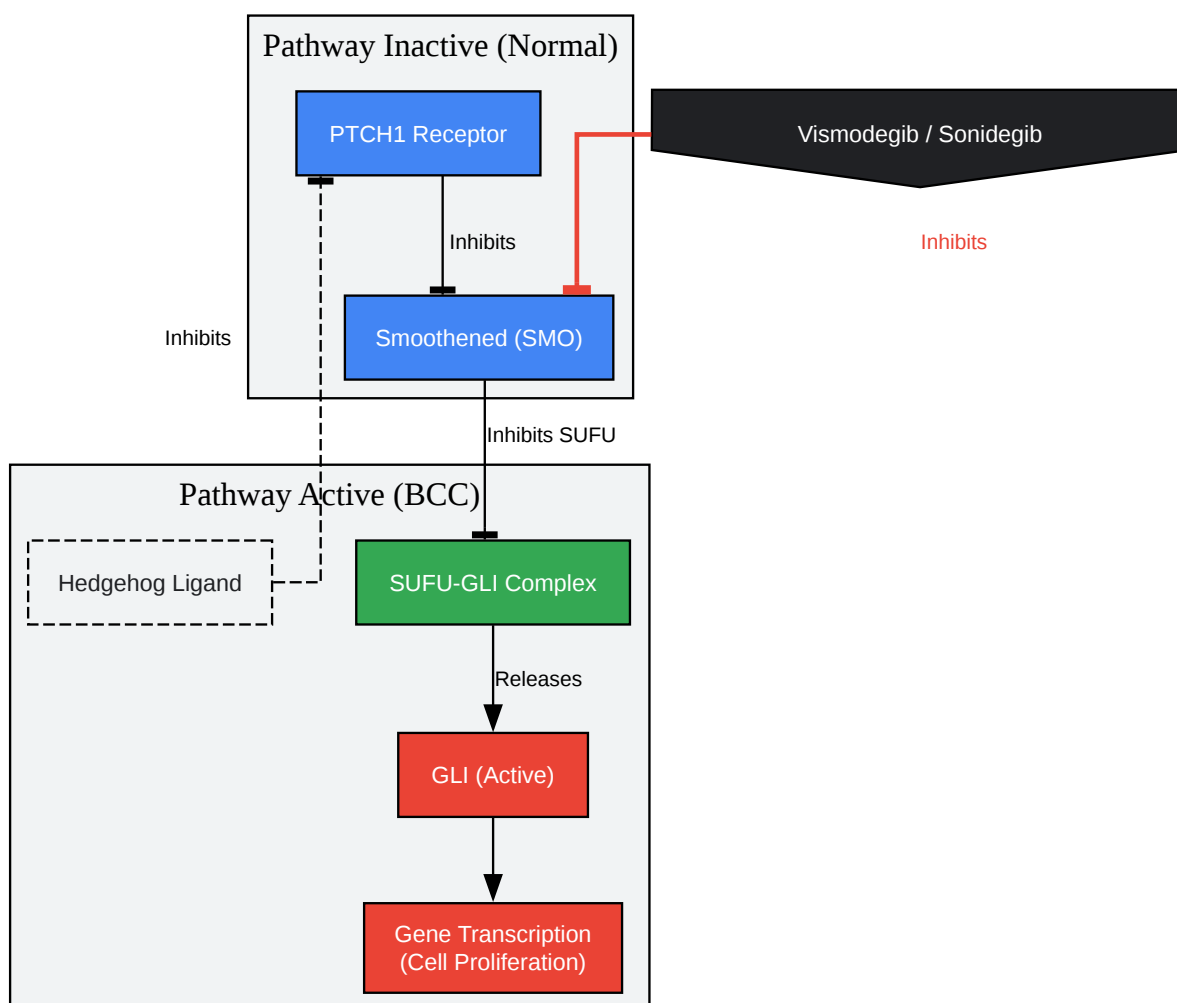 Pathway Inactive (Normal)
PTCH1 Receptor
Vismodegib / Sonidegib
Inhibits
Inhibits
Inhibits
Smoothened (SMO)
Inhibits SUFU
Pathway Active (BCC)
Hedgehog Ligand
SUFU-GLI Complex
Releases
GLI (Active)
Gene Transcription
(Cell Proliferation)